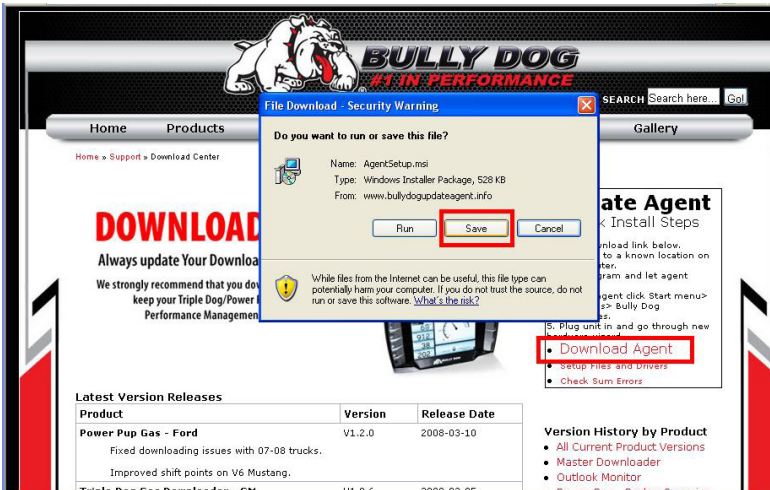 BULLY DOG
#1 IN PERFORMANCE
SEARCH Search here... Go!
Home Products Gallery
Home » Support » Download Center
File Download - Security Warning
Do you want to run or save this file?
Name: AgentSetup.msi
Type: Windows Installer Package, 528 KB
From: www.bullydogupdateagent.info
Run Save Cancel
While files from the Internet can be useful, this file type can
potentially harm your computer. If you do not trust the source, do not
run or save this software. What's the risk?
DOWNLOAD
Always update Your Downloa
We strongly recommend that you dow
keep your Triple Dog/Power
Performance Managemen
ate Agent
Install Steps
nload link below.
to a known location on
ter.
gram and let agent
gent click Start menu>
s> Bully Dog
es.
5. Plug unit in and go through new
Download Agent
Setup Files and Drivers
Check Sum Errors
Latest Version Releases
Product Version Release Date
Power Pup Gas - Ford V1.2.0 2008-03-10
Fixed downloading issues with 07-08 trucks.
Improved shift points on V6 Mustang.
Version History by Product
All Current Product Versions
Master Downloader
Outlook Monitor